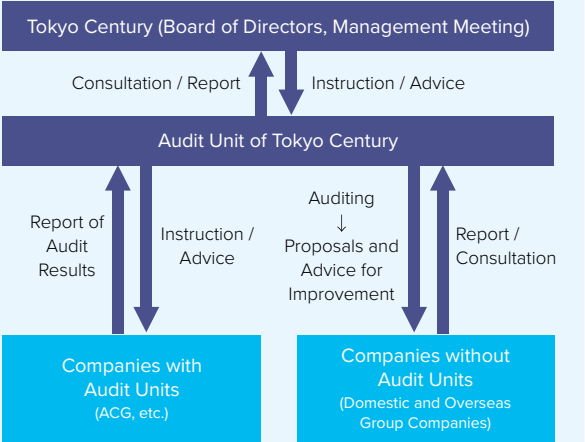 Tokyo Century (Board of Directors, Management Meeting)
Consultation / Report
Instruction / Advice
Audit Unit of Tokyo Century
Report of
Audit
Results
Instruction /
Advice
Auditing
↓
Proposals and
Advice for
Improvement
Report /
Consultation
Companies with
Audit Units
(ACG, etc.)
Companies without
Audit Units
(Domestic and Overseas
Group Companies)